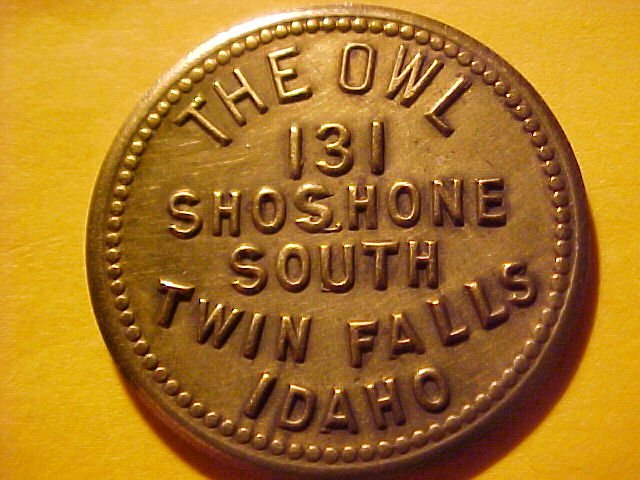 THE OWL
131
SHOSHONE
SOUTH
TWIN FALLS
IDAHO